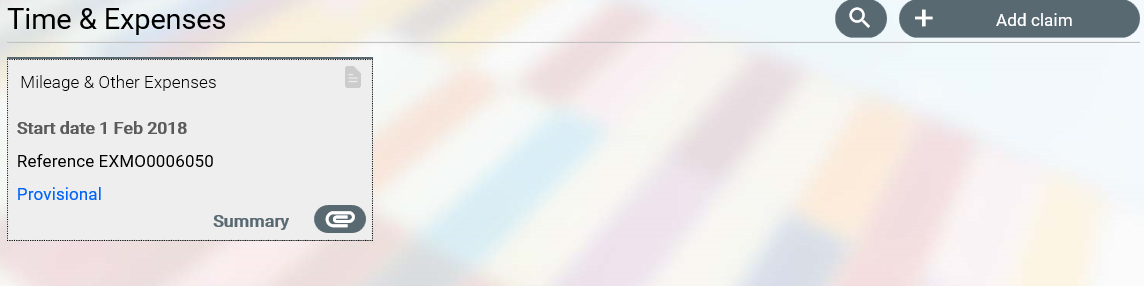 Time & Expenses
Add claim
Mileage & Other Expenses
Start date 1 Feb 2018
Reference EXMO0006050
Provisional
Summary